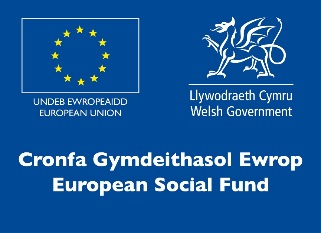 UNDEB EWROPEAIDD
EUROPEAN UNION
Llywodraeth Cymru
Welsh Government
Cronfa Gymdeithasol Ewrop
European Social Fund